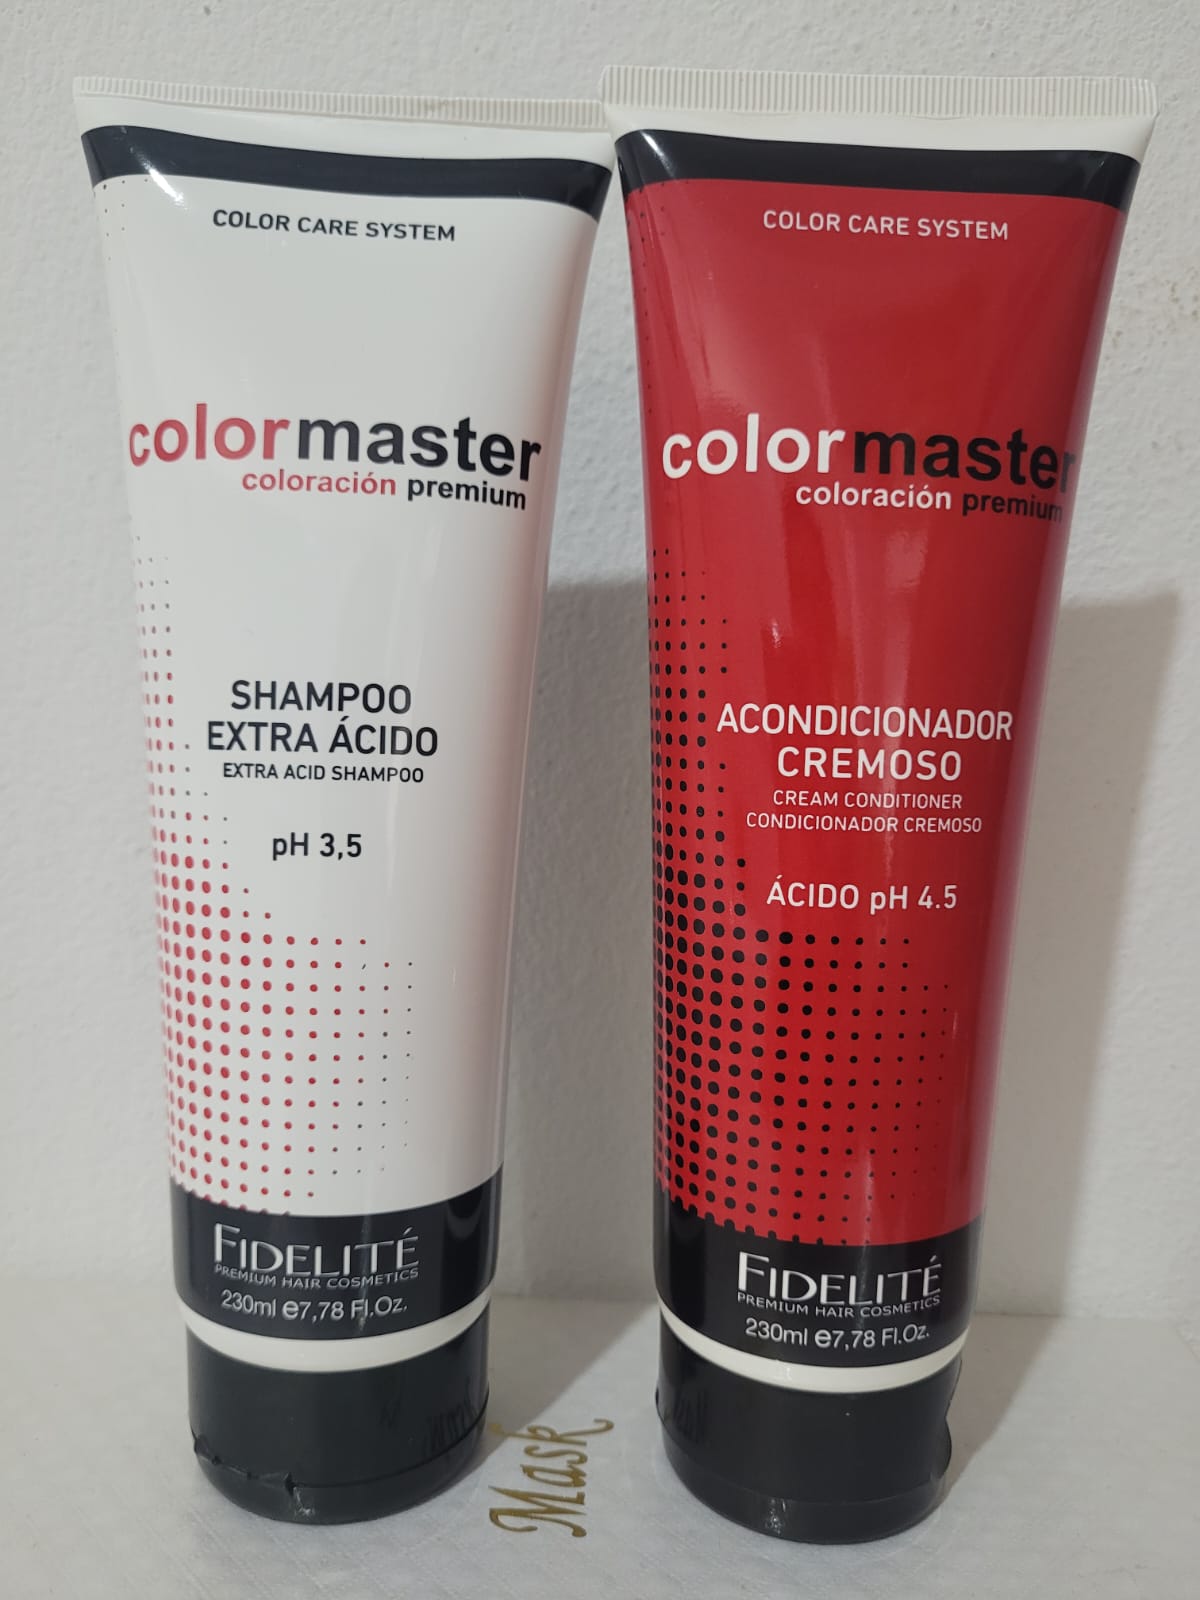 COLOR CARE SYSTEM
colormaster
coloración premium
SHAMPOO
EXTRA ÁCIDO
EXTRA ACID SHAMPOO
pH 3,5
FIDELITÉ
PREMIUM HAIR COSMETICS
230ml e7,78 Fl.Oz.
COLOR CARE SYSTEM
colormaster
coloración premium
ACONDICIONADOR
CREMOSO
CREAM CONDITIONER
CONDICIONADOR CREMOSO
ÁCIDO pH 4.5
FIDELITÉ
PREMIUM HAIR COSMETICS
230ml e7,78 Fl.Oz.
Mask